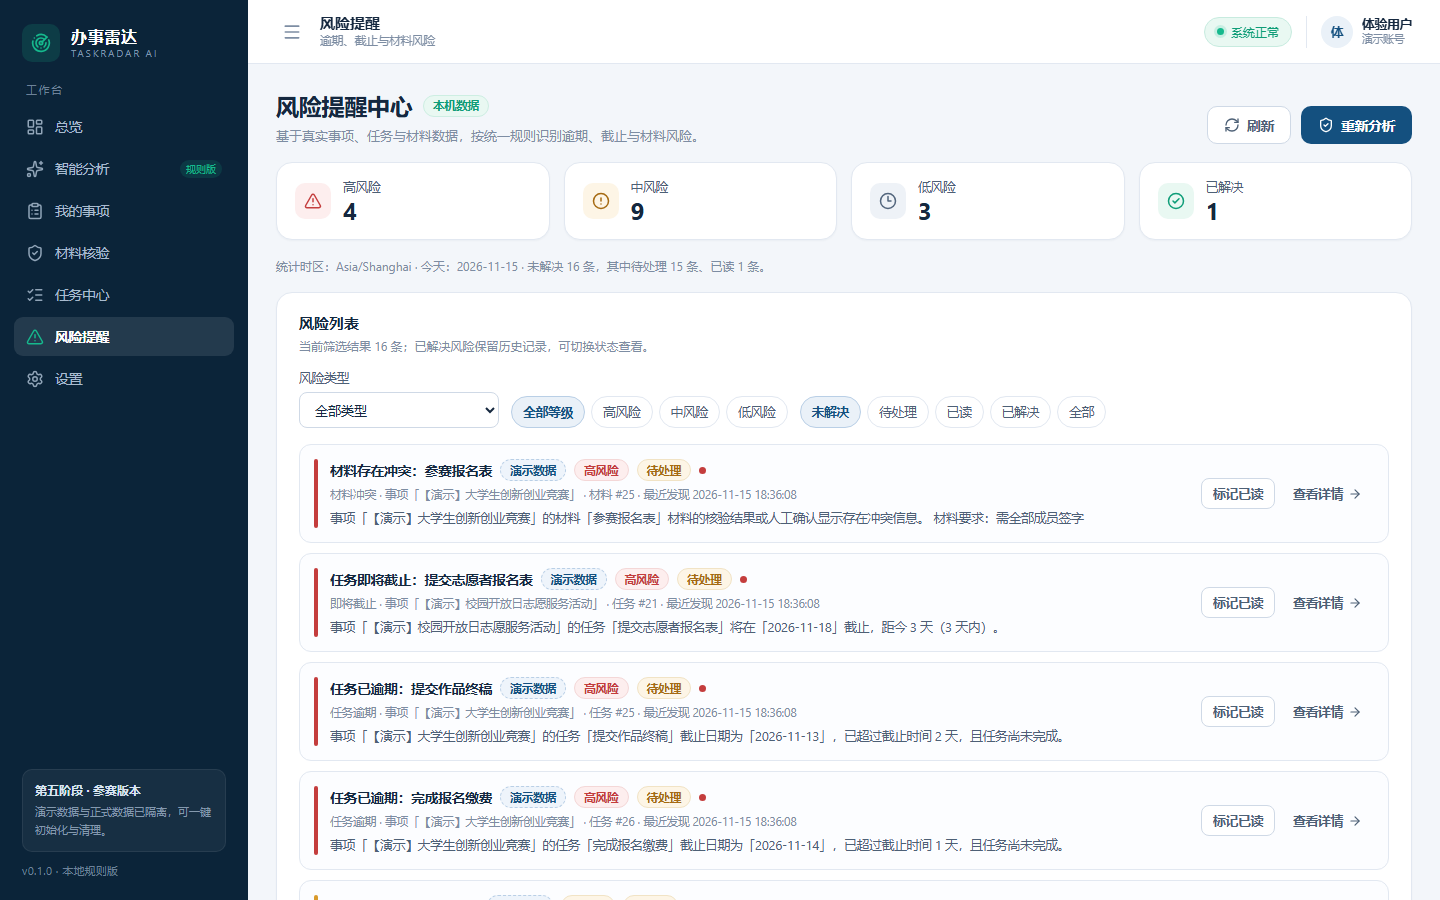 办事雷达
TASKRADAR AI
工作台
总览
智能分析 规则版
我的事项
材料核验
任务中心
风险提醒
设置
第五阶段 · 参赛版本
演示数据与正式数据已隔离，可一键
初始化与清理。
v0.1.0 · 本地规则版
风险提醒
逾期、截止与材料风险
系统正常
体
体验用户
演示账号
风险提醒中心 本机数据
基于真实事项、任务与材料数据，按统一规则识别逾期、截止与材料风险。
刷新
重新分析
高风险
4
中风险
9
低风险
3
已解决
1
统计时区：Asia/Shanghai · 今天：2026-11-15 · 未解决 16 条，其中待处理 15 条、已读 1 条。
风险列表
当前筛选结果 16 条；已解决风险保留历史记录，可切换状态查看。
风险类型
全部类型 全部等级 高风险 中风险 低风险 未解决 待处理 已读 已解决 全部
材料存在冲突：参赛报名表 演示数据 高风险 待处理
材料冲突 · 事项「【演示】大学生创新创业竞赛」 · 材料 #25 · 最近发现 2026-11-15 18:36:08
事项「【演示】大学生创新创业竞赛」的材料「参赛报名表」材料的核验结果或人工确认显示存在冲突信息。 材料要求：需全部成员签字
标记已读 查看详情
任务即将截止：提交志愿者报名表 演示数据 高风险 待处理
即将截止 · 事项「【演示】校园开放日志愿服务活动」 · 任务 #21 · 最近发现 2026-11-15 18:36:08
事项「【演示】校园开放日志愿服务活动」的任务「提交志愿者报名表」将在「2026-11-18」截止，距今 3 天（3 天内）。
标记已读 查看详情
任务已逾期：提交作品终稿 演示数据 高风险 待处理
任务逾期 · 事项「【演示】大学生创新创业竞赛」 · 任务 #25 · 最近发现 2026-11-15 18:36:08
事项「【演示】大学生创新创业竞赛」的任务「提交作品终稿」截止日期为「2026-11-13」，已超过截止时间 2 天，且任务尚未完成。
标记已读 查看详情
任务已逾期：完成报名缴费 演示数据 高风险 待处理
任务逾期 · 事项「【演示】大学生创新创业竞赛」 · 任务 #26 · 最近发现 2026-11-15 18:36:08
事项「【演示】大学生创新创业竞赛」的任务「完成报名缴费」截止日期为「2026-11-14」，已超过截止时间 1 天，且任务尚未完成。
标记已读 查看详情